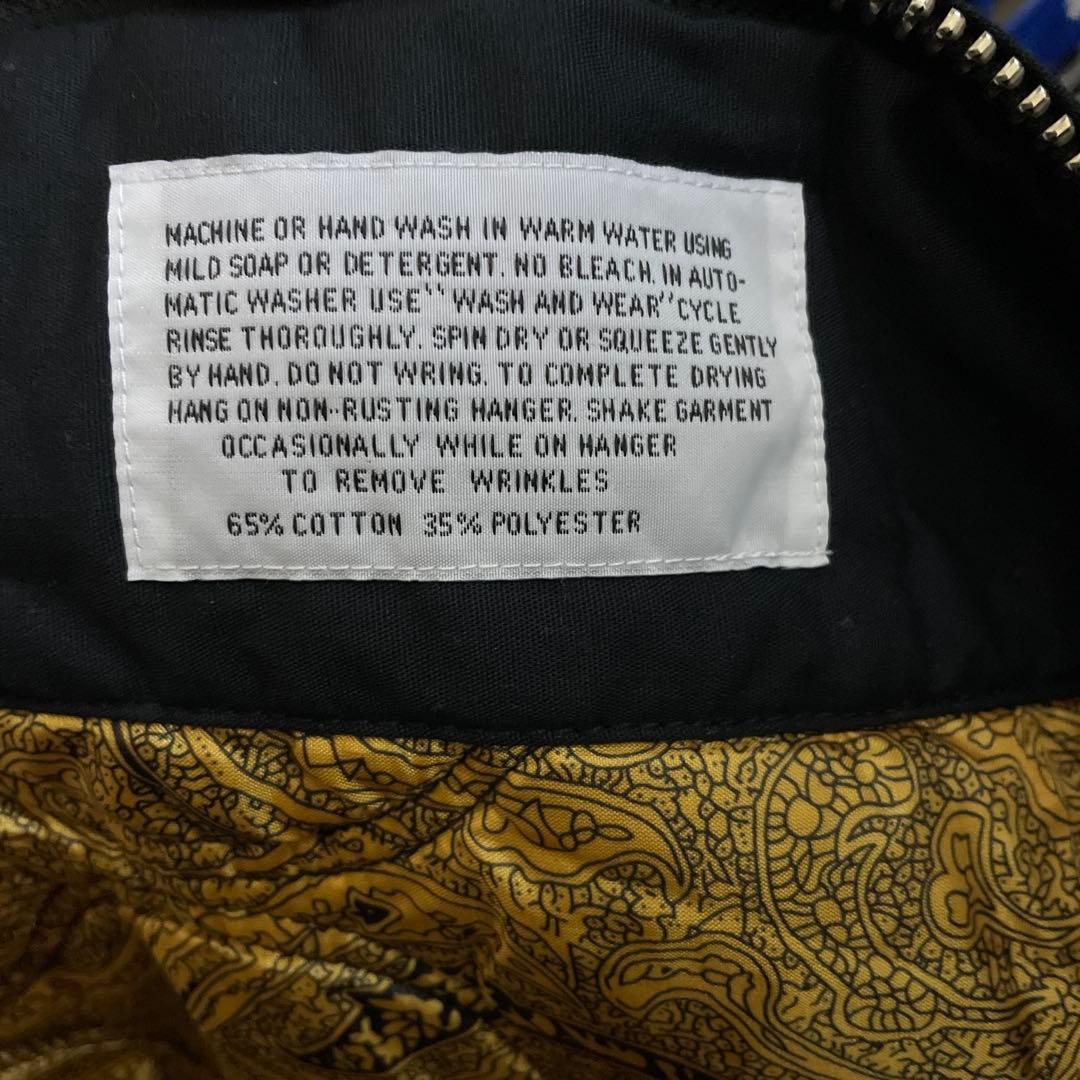 MACHINE OR HAND WASH IN WARM WATER USING
MILD SOAP OR DETERGENT. NO BLEACH. IN AUTO-
MATIC WASHER USE "WASH AND WEAR" CYCLE
RINSE THOROUGHLY. SPIN DRY OR SQUEEZE GENTLY
BY HAND. DO NOT WRING. TO COMPLETE DRYING
HANG ON NON-RUSTING HANGER. SHAKE GARMENT
OCCASIONALLY WHILE ON HANGER
TO REMOVE WRINKLES
65% COTTON 35% POLYESTER